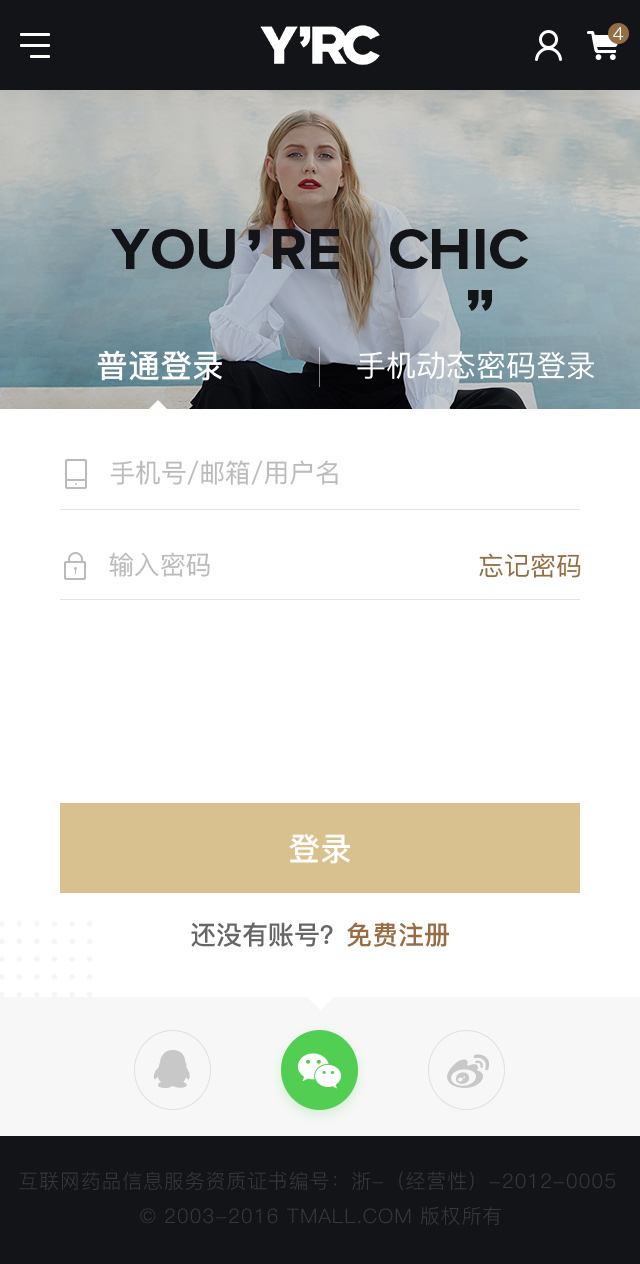 Y’RC
4
YOU’RE CHIC
”
普通登录
手机动态密码登录
手机号/邮箱/用户名
输入密码
忘记密码
登录
还没有账号？免费注册
互联网药品信息服务资质证书编号：浙-（经营性）-2012-0005
© 2003-2016 TMALL.COM 版权所有